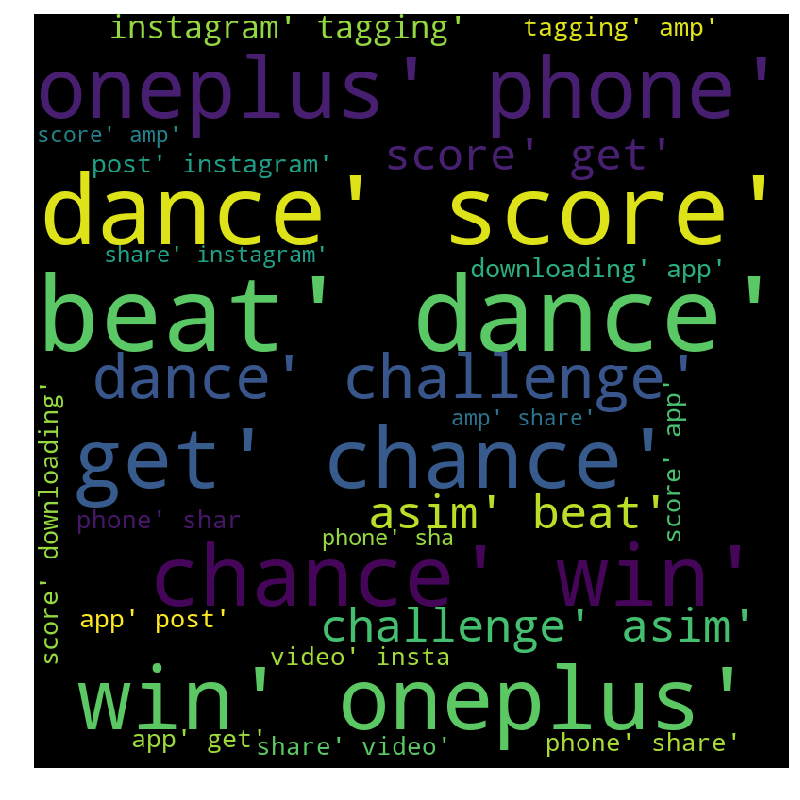 instagram' tagging'
tagging' amp'
oneplus' phone'
score' amp'
score' get'
post' instagram'
dance' score'
share' instagram'
downloading' app'
beat' dance'
dance' challenge'
score' downloading'
score' app'
amp' share'
get' chance'
asim' beat'
phone' shar
phone' sha
chance' win'
app' post'
challenge' asim'
video' insta
win' oneplus'
app' get'
share' video'
phone' share'